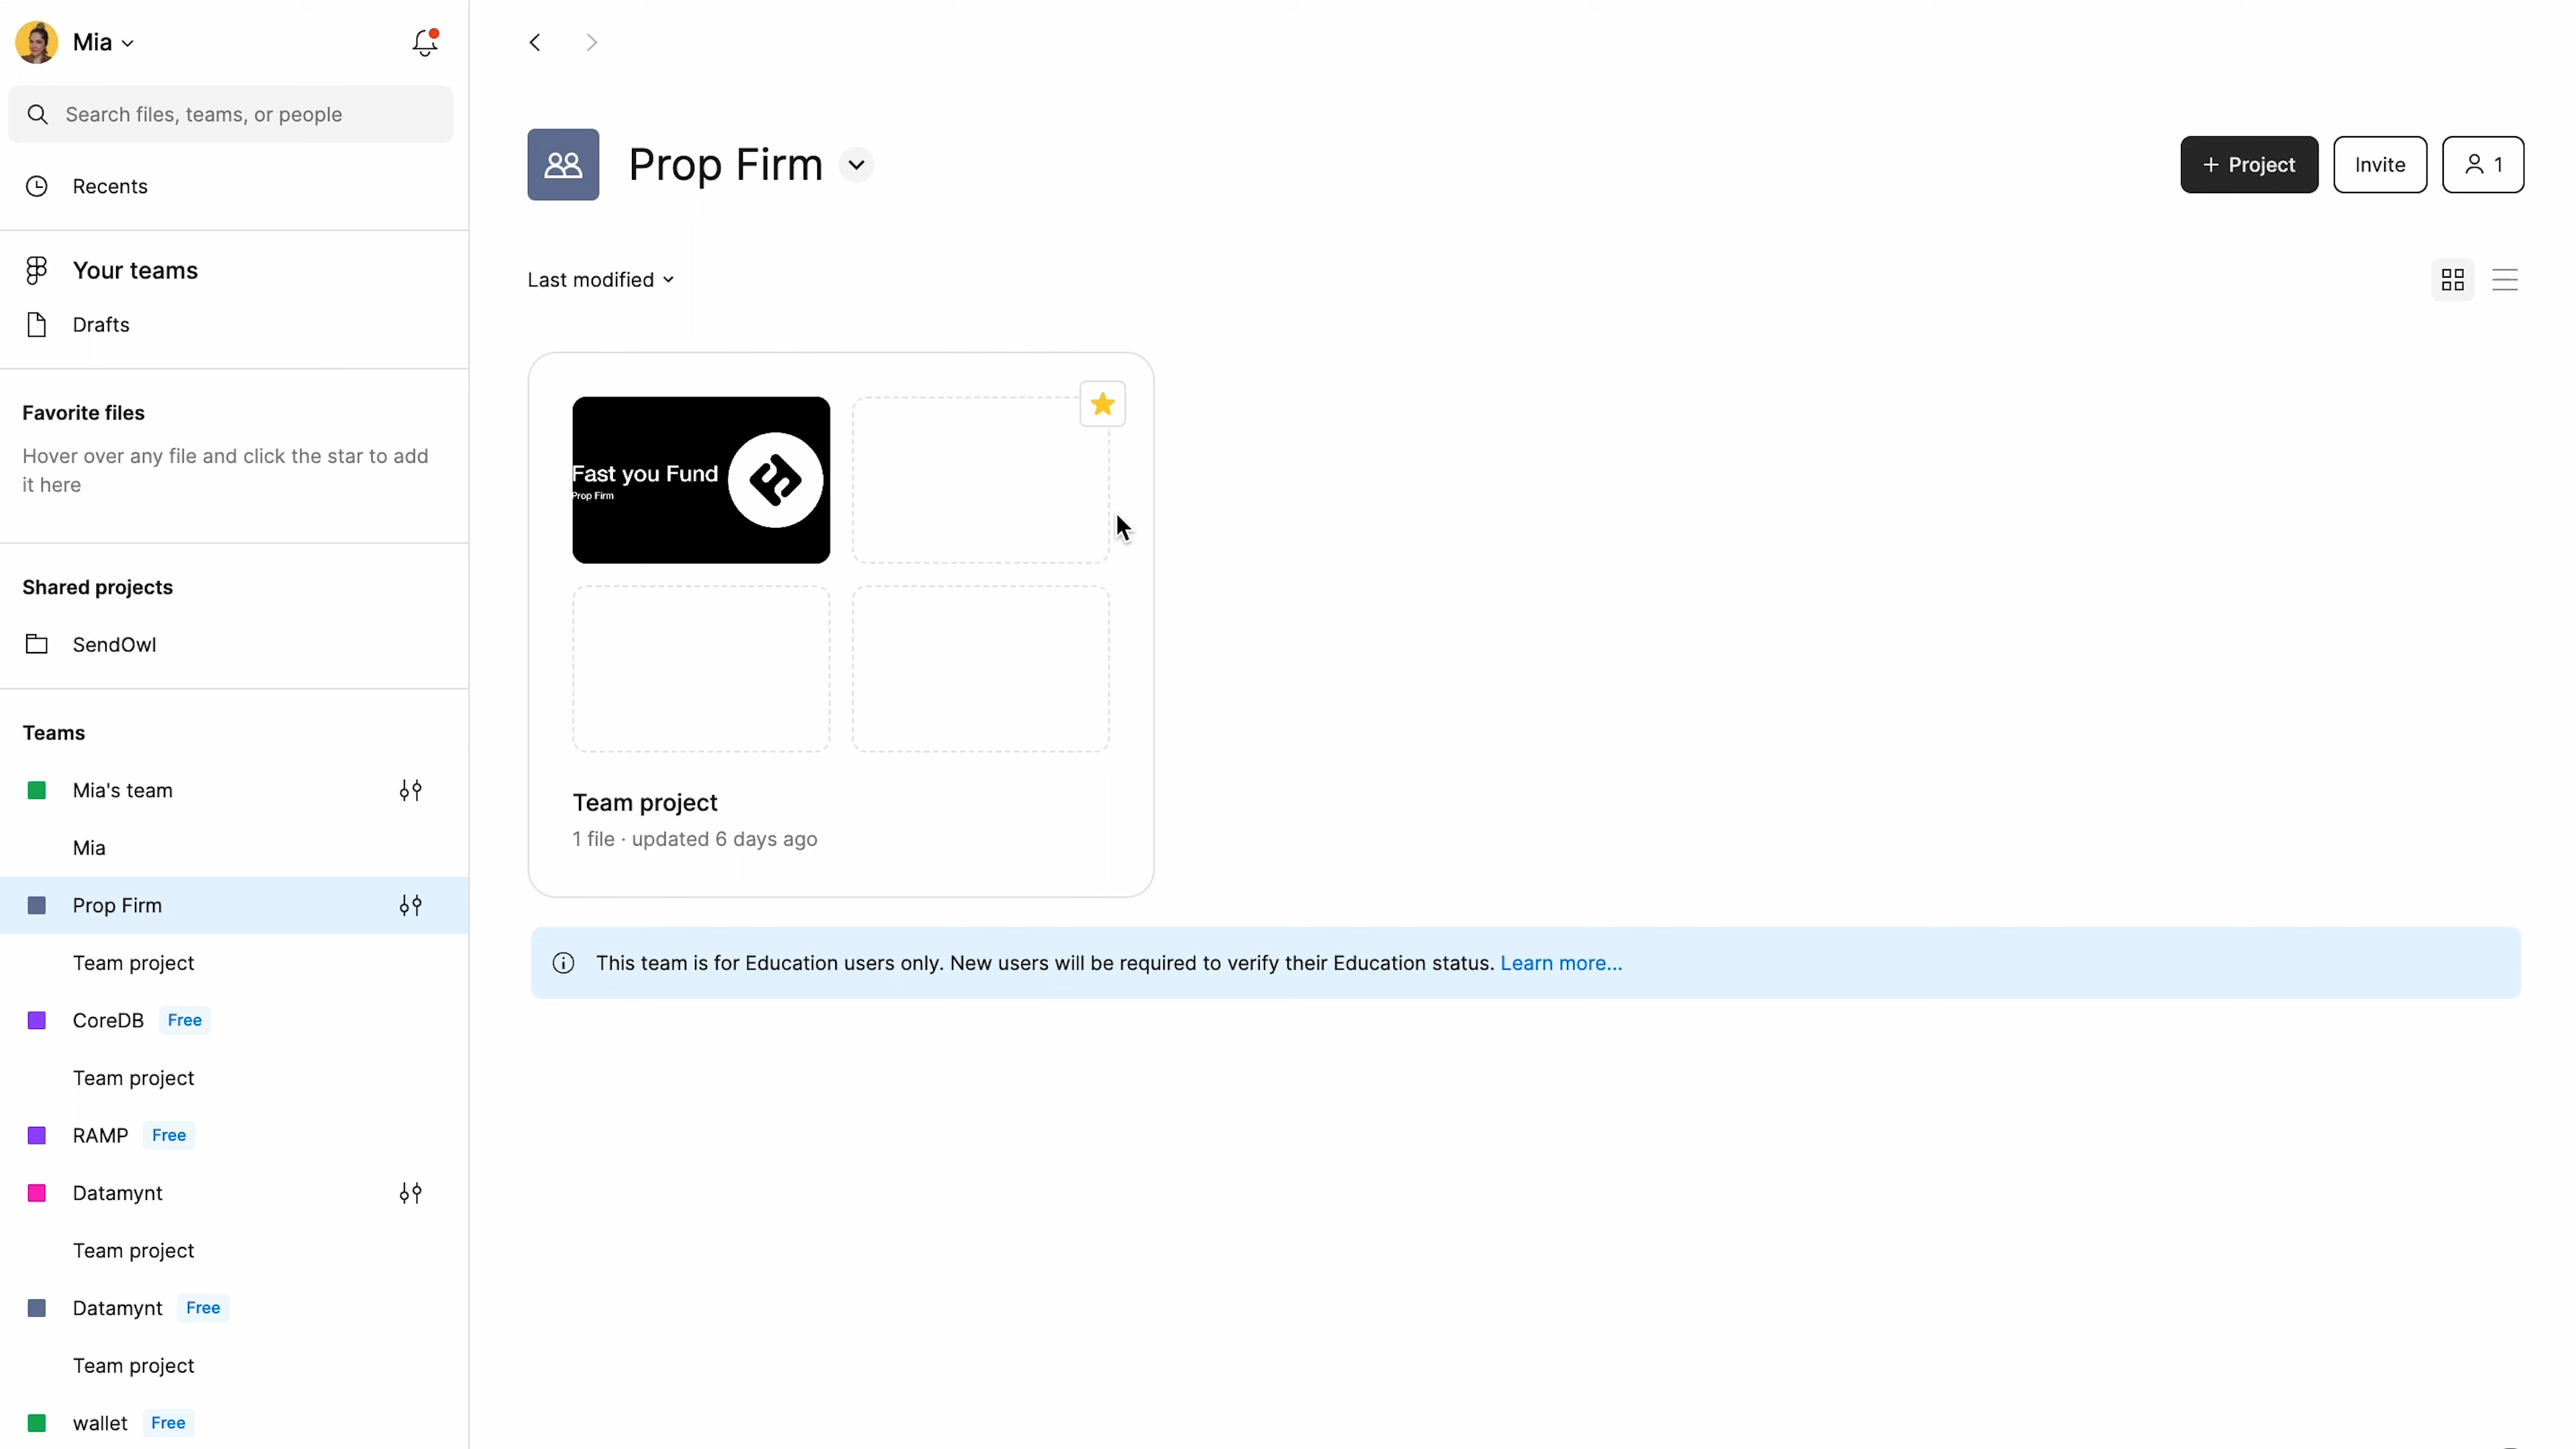 Mia
Search files, teams, or people
Recents
Your teams
Drafts
Favorite files
Hover over any file and click the star to add
it here
Shared projects
SendOwl
Teams
Mia's team
Mia
Prop Firm
Team project
CoreDB Free
Team project
RAMP Free
Datamynt
Team project
Datamynt Free
Team project
wallet Free
Prop Firm
+ Project
Invite
1
Last modified
Fast you Fund
Prop Firm
Team project
1 file · updated 6 days ago
This team is for Education users only. New users will be required to verify their Education status. Learn more...